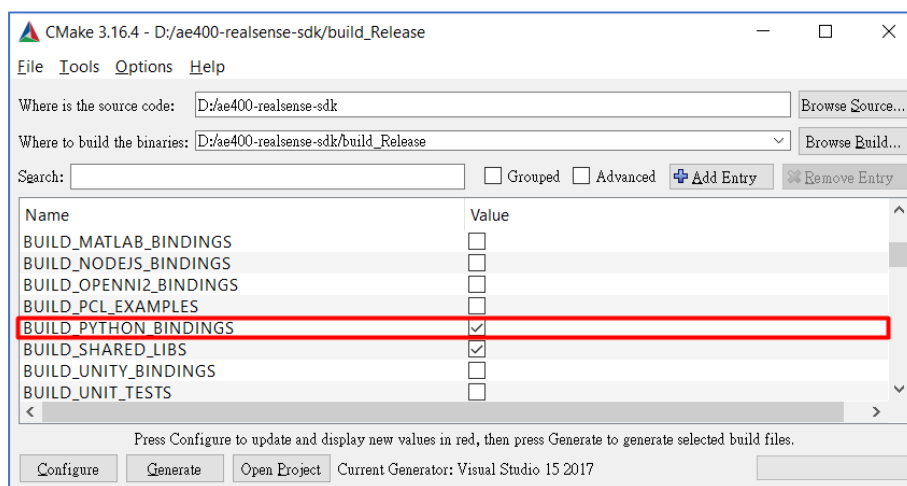 CMake 3.16.4 - D:/ae400-realsense-sdk/build_Release
File Tools Options Help
Where is the source code: D:/ae400-realsense-sdk Browse Source...
Where to build the binaries: D:/ae400-realsense-sdk/build_Release Browse Build...
Search: Grouped Advanced Add Entry Remove Entry
Name Value
BUILD_MATLAB_BINDINGS
BUILD_NODEJS_BINDINGS
BUILD_OPENNI2_BINDINGS
BUILD_PCL_EXAMPLES
BUILD_PYTHON_BINDINGS
BUILD_SHARED_LIBS
BUILD_UNITY_BINDINGS
BUILD_UNIT_TESTS
Press Configure to update and display new values in red, then press Generate to generate selected build files.
Configure Generate Open Project Current Generator: Visual Studio 15 2017